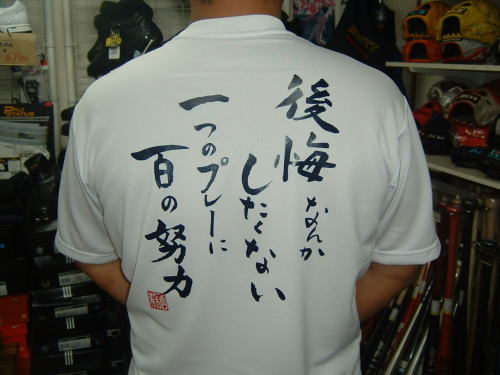 後悔なんか
したくない
一つのプレーに
百の努力